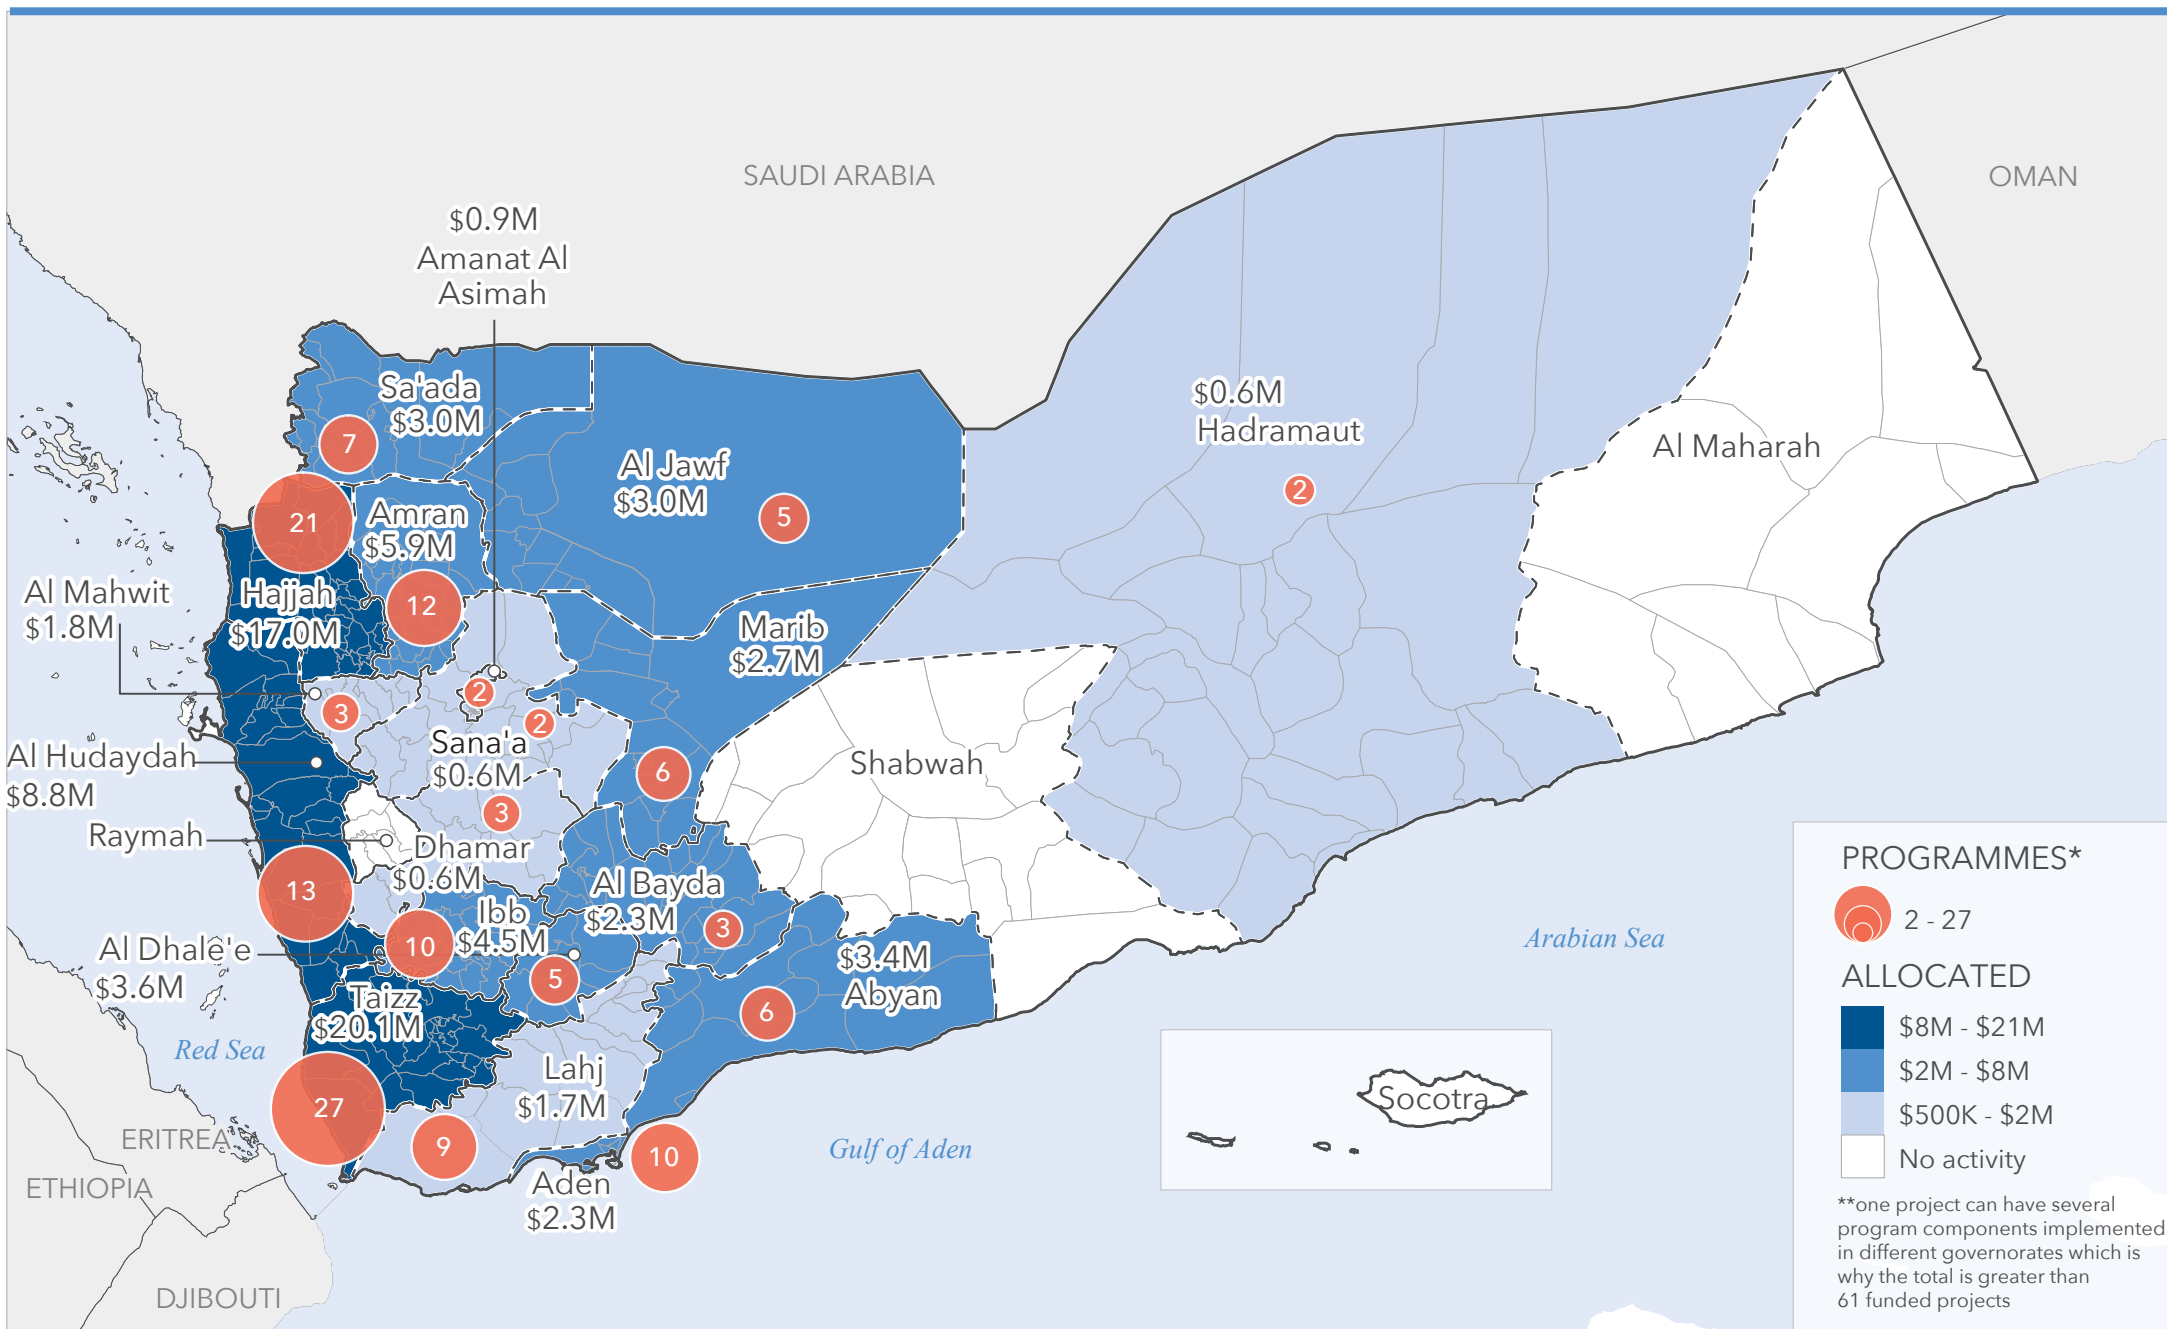 SAUDI ARABIA
OMAN
$0.9M
Amanat Al
Asimah
Sa'ada
$3.0M
7
$0.6M
Hadramaut
2
Al Maharah
Al Jawf
$3.0M
5
21
Amran
$5.9M
12
Al Mahwit
$1.8M
Hajjah
$17.0M
Marib
$2.7M
3
2
2
Sana'a
$0.6M
6
Shabwah
Al Hudaydah
$8.8M
Raymah
3
Dhamar
$0.6M
13
Al Bayda
$2.3M
3
Ibb
$4.5M
10
Al Dhale'e
$3.6M
5
$3.4M
Abyan
6
Taizz
$20.1M
Red Sea
27
Lahj
$1.7M
9
10
Aden
$2.3M
Gulf of Aden
Arabian Sea
Socotra
ERITREA
ETHIOPIA
DJIBOUTI
PROGRAMMES*
2 - 27
ALLOCATED
$8M - $21M
$2M - $8M
$500K - $2M
No activity
**one project can have several
program components implemented
in different governorates which is
why the total is greater than
61 funded projects